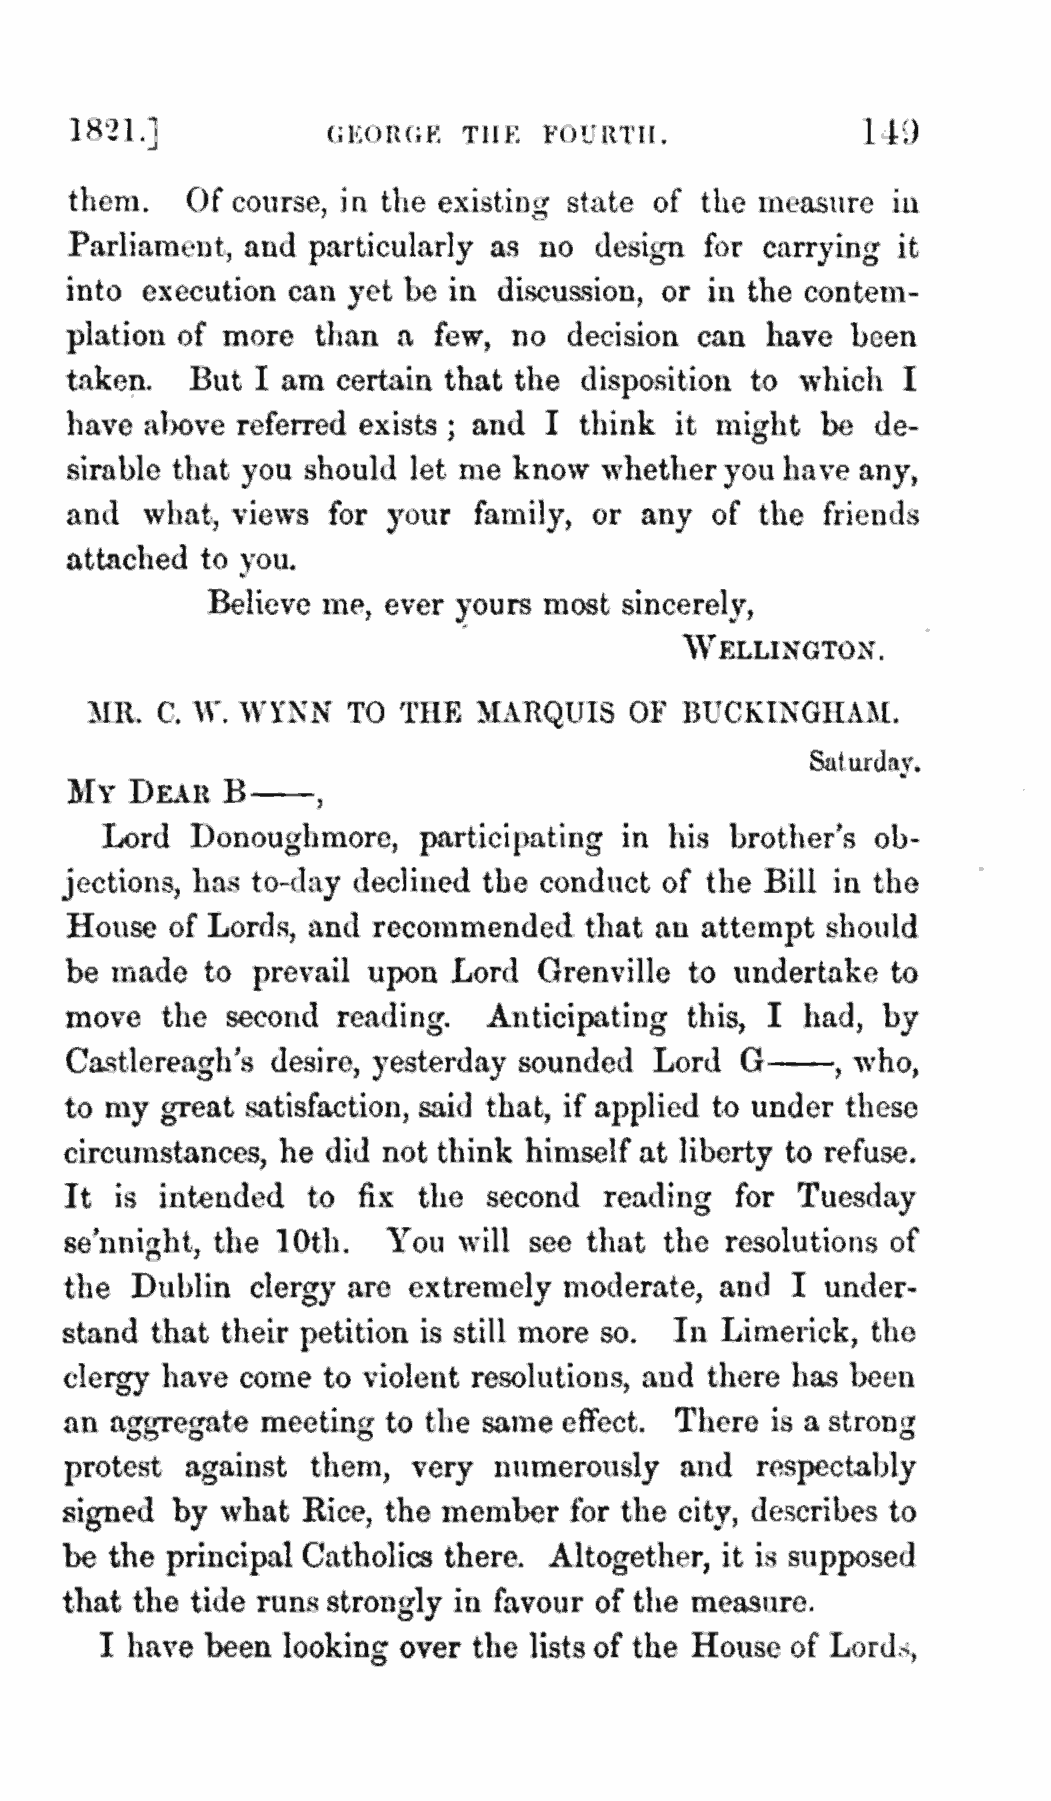 1821.] GEORGE THE FOURTH. 149
them. Of course, in the existing state of the measure in
Parliament, and particularly as no design for carrying it
into execution can yet be in discussion, or in the contem-
plation of more than a few, no decision can have been
taken. But I am certain that the disposition to which I
have above referred exists ; and I think it might be de-
sirable that you should let me know whether you have any,
and what, views for your family, or any of the friends
attached to you.
Believe me, ever yours most sincerely,
WELLINGTON.
MR. C. W. WYNN TO THE MARQUIS OF BUCKINGHAM.
Saturday.
MY DEAR B——,
Lord Donoughmore, participating in his brother's ob-
jections, has to-day declined the conduct of the Bill in the
House of Lords, and recommended that an attempt should
be made to prevail upon Lord Grenville to undertake to
move the second reading. Anticipating this, I had, by
Castlereagh's desire, yesterday sounded Lord G——, who,
to my great satisfaction, said that, if applied to under these
circumstances, he did not think himself at liberty to refuse.
It is intended to fix the second reading for Tuesday
se'nnight, the 10th. You will see that the resolutions of
the Dublin clergy are extremely moderate, and I under-
stand that their petition is still more so. In Limerick, the
clergy have come to violent resolutions, and there has been
an aggregate meeting to the same effect. There is a strong
protest against them, very numerously and respectably
signed by what Rice, the member for the city, describes to
be the principal Catholics there. Altogether, it is supposed
that the tide runs strongly in favour of the measure.
I have been looking over the lists of the House of Lords,